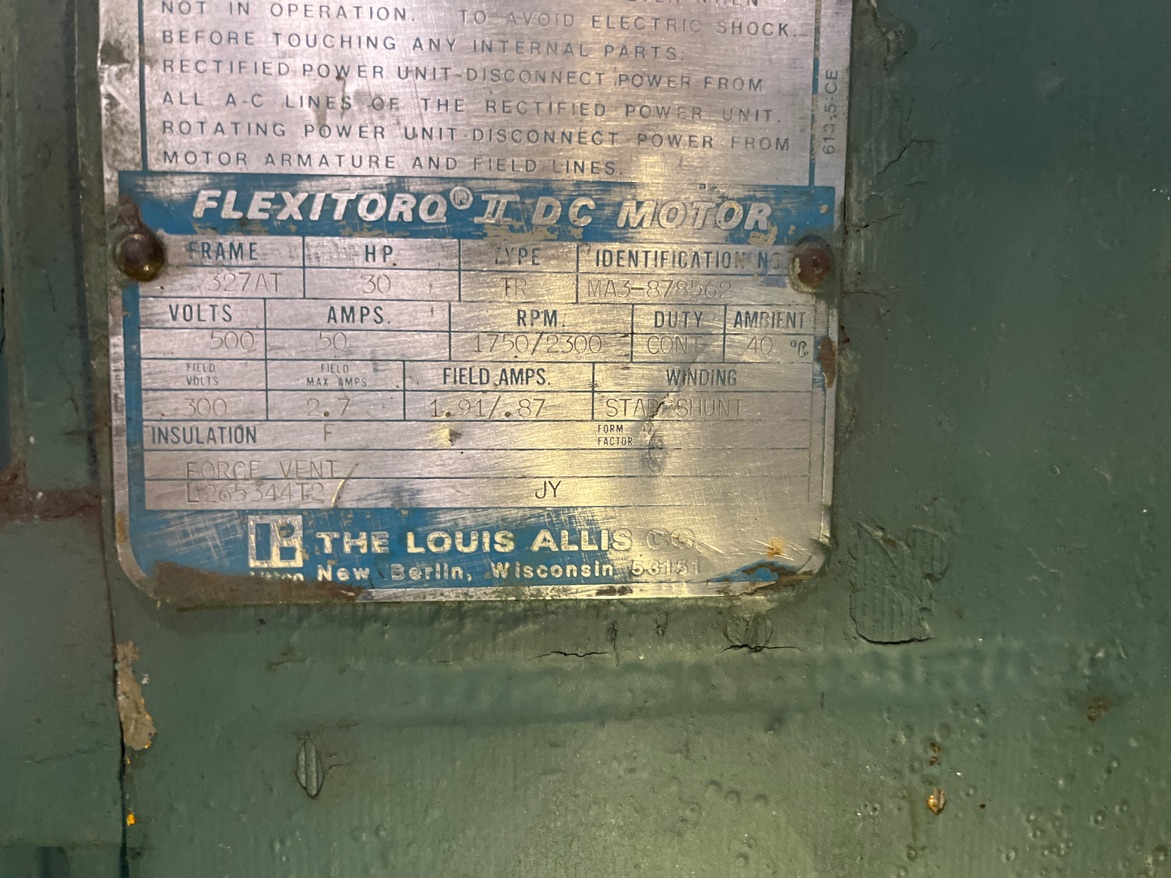 NOT IN OPERATION. TO AVOID ELECTRIC SHOCK.
BEFORE TOUCHING ANY INTERNAL PARTS:
RECTIFIED POWER UNIT-DISCONNECT POWER FROM
ALL A-C LINES OF THE RECTIFIED POWER UNIT.
ROTATING POWER UNIT-DISCONNECT POWER FROM
MOTOR ARMATURE AND FIELD LINES.
FLEXITORQ® II DC MOTOR
FRAME HP. TYPE IDENTIFICATION NO.
327AT 30 TR MA3-878562
VOLTS AMPS. RPM. DUTY AMBIENT
500 50 1750/2300 CONT 40 °C
FIELD VOLTS FIELD MAX AMPS FIELD AMPS. WINDING
300 2.7 1.91/.87 STAB SHUNT
INSULATION F FORM FACTOR
FORCE VENT
L265344T2 JY
THE LOUIS ALLIS CO.
Litton New Berlin, Wisconsin 53151